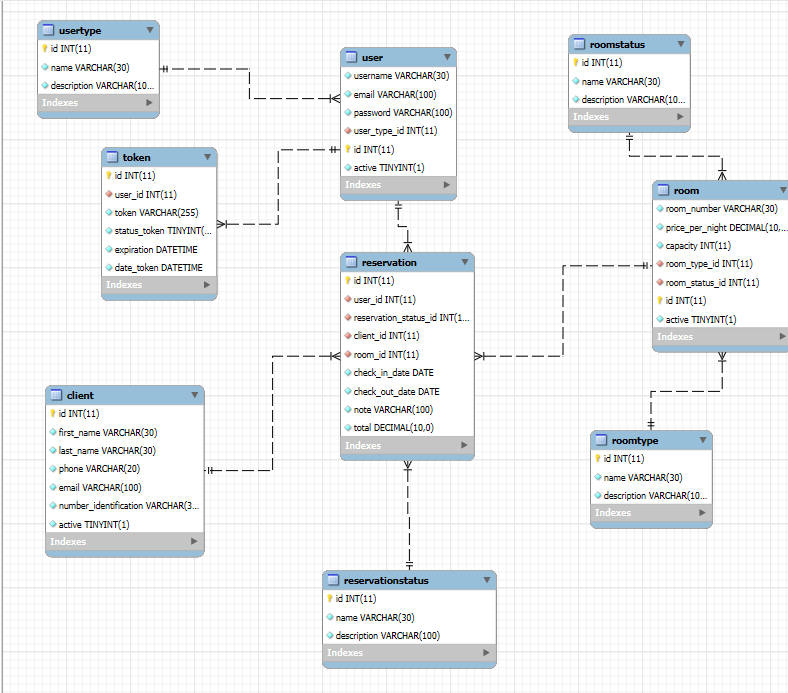 usertype
id INT(11)
name VARCHAR(30)
description VARCHAR(10...
Indexes
user
username VARCHAR(30)
email VARCHAR(100)
password VARCHAR(100)
user_type_id INT(11)
id INT(11)
active TINYINT(1)
Indexes
roomstatus
id INT(11)
name VARCHAR(30)
description VARCHAR(10...
Indexes
token
id INT(11)
user_id INT(11)
token VARCHAR(255)
status_token TINYINT(...
expiration DATETIME
date_token DATETIME
Indexes
room
room_number VARCHAR(30)
price_per_night DECIMAL(10,...
capacity INT(11)
room_type_id INT(11)
room_status_id INT(11)
id INT(11)
active TINYINT(1)
Indexes
reservation
id INT(11)
user_id INT(11)
reservation_status_id INT(1...
client_id INT(11)
room_id INT(11)
check_in_date DATE
check_out_date DATE
note VARCHAR(100)
total DECIMAL(10,0)
Indexes
client
id INT(11)
first_name VARCHAR(30)
last_name VARCHAR(30)
phone VARCHAR(20)
email VARCHAR(100)
number_identification VARCHAR(3...
active TINYINT(1)
Indexes
roomtype
id INT(11)
name VARCHAR(30)
description VARCHAR(10...
Indexes
reservationstatus
id INT(11)
name VARCHAR(30)
description VARCHAR(100)
Indexes